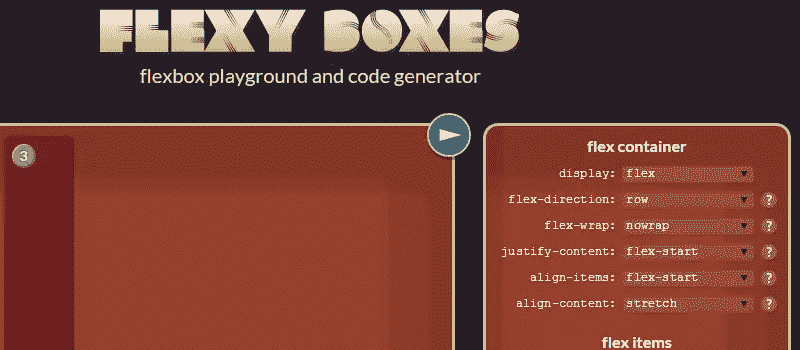 FLEXY BOXES
flexbox playground and code generator
3
flex container
display: flex
flex-direction: row ?
flex-wrap: nowrap ?
justify-content: flex-start ?
align-items: flex-start ?
align-content: stretch ?
flex items